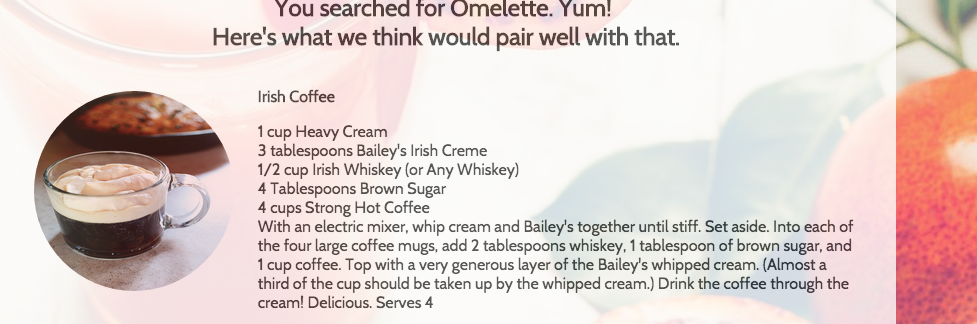 You searched for Omelette. Yum!
Here's what we think would pair well with that.
Irish Coffee
1 cup Heavy Cream
3 tablespoons Bailey's Irish Creme
1/2 cup Irish Whiskey (or Any Whiskey)
4 Tablespoons Brown Sugar
4 cups Strong Hot Coffee
With an electric mixer, whip cream and Bailey's together until stiff. Set aside. Into each of
the four large coffee mugs, add 2 tablespoons whiskey, 1 tablespoon of brown sugar, and
1 cup coffee. Top with a very generous layer of the Bailey's whipped cream. (Almost a
third of the cup should be taken up by the whipped cream.) Drink the coffee through the
cream! Delicious. Serves 4